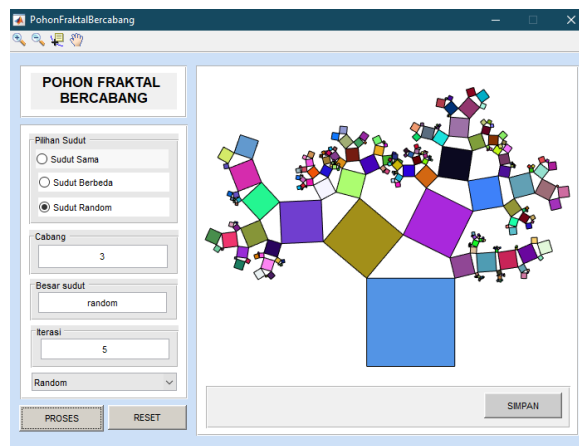 PohonFraktalBercabang
POHON FRAKTAL
BERCABANG
Pilihan Sudut
Sudut Sama
Sudut Berbeda
Sudut Random
Cabang
3
Besar sudut
random
Iterasi
5
Random
PROSES
RESET
SIMPAN